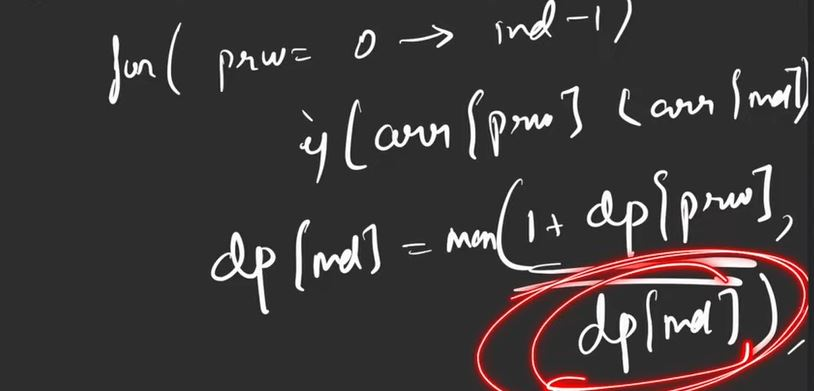 for( prev= 0 → ind-1)
if(arr[prev] < arr[ind])
dp[ind] = max(1+ dp[prev],
dp[ind]),